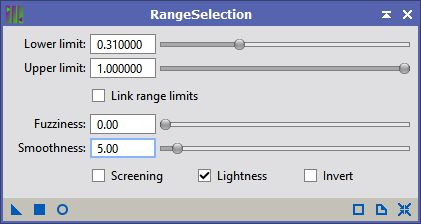 RangeSelection
Lower limit: 0.310000
Upper limit: 1.000000
Link range limits
Fuzziness: 0.00
Smoothness: 5.00
Screening Lightness Invert